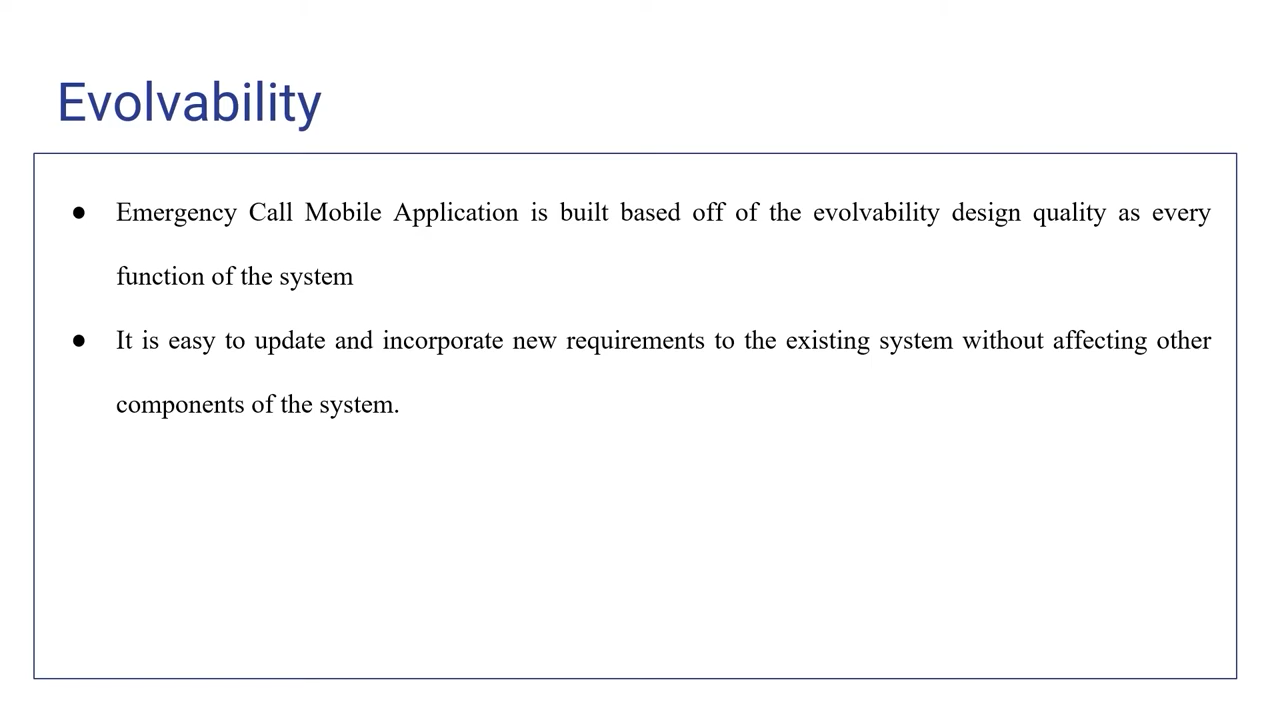 Evolvability
● Emergency Call Mobile Application is built based off of the evolvability design quality as every
function of the system
● It is easy to update and incorporate new requirements to the existing system without affecting other
components of the system.